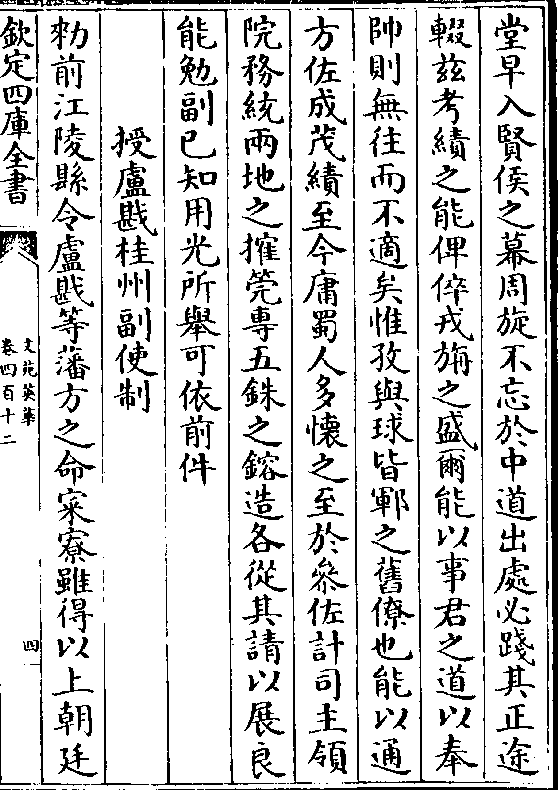 堂早入賢侯之幕周旋不忘於中道出處必踐其正途
輟茲考績之能俾倅戎旃之盛爾能以事君之道以奉
帥則無往而不適矣惟孜與球皆鄆之舊僚也能以通
方佐成茂績至今庸蜀人多懷之至於叅佐計司主領
院務統兩地之搉筦專五銖之鎔造各從其請以展良
能勉副已知用光所舉可依前件
授盧戡桂州副使制
勑前江陵縣令盧戡等藩方之命寀寮雖得以上朝廷
欽定四庫全書
文苑英華
卷四百十二
四